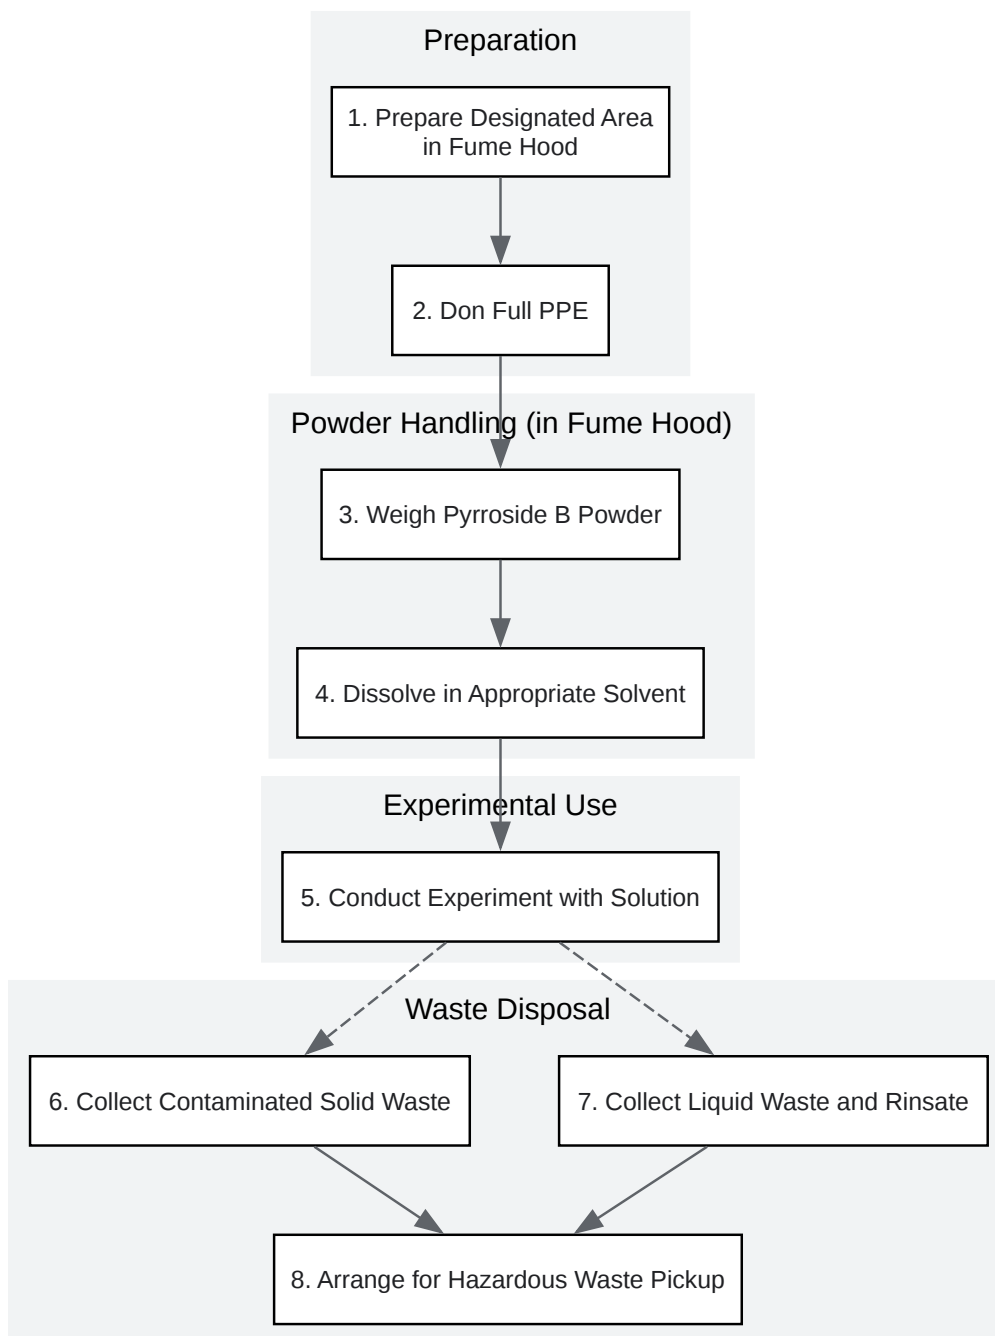 Preparation
1. Prepare Designated Area
in Fume Hood
2. Don Full PPE
Powder Handling (in Fume Hood)
3. Weigh Pyrroside B Powder
4. Dissolve in Appropriate Solvent
Experimental Use
5. Conduct Experiment with Solution
Waste Disposal
6. Collect Contaminated Solid Waste
7. Collect Liquid Waste and Rinsate
8. Arrange for Hazardous Waste Pickup